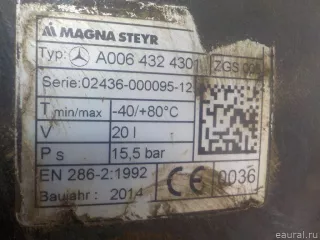 MAGNA STEYR
Typ: A006 432 4301 ZGS
Serie: 02436-000095-12
T min/max -40/+80°C
V 20 l
P s 15,5 bar
EN 286-2:1992 CE 0036
Baujahr: 2014
eaural.ru